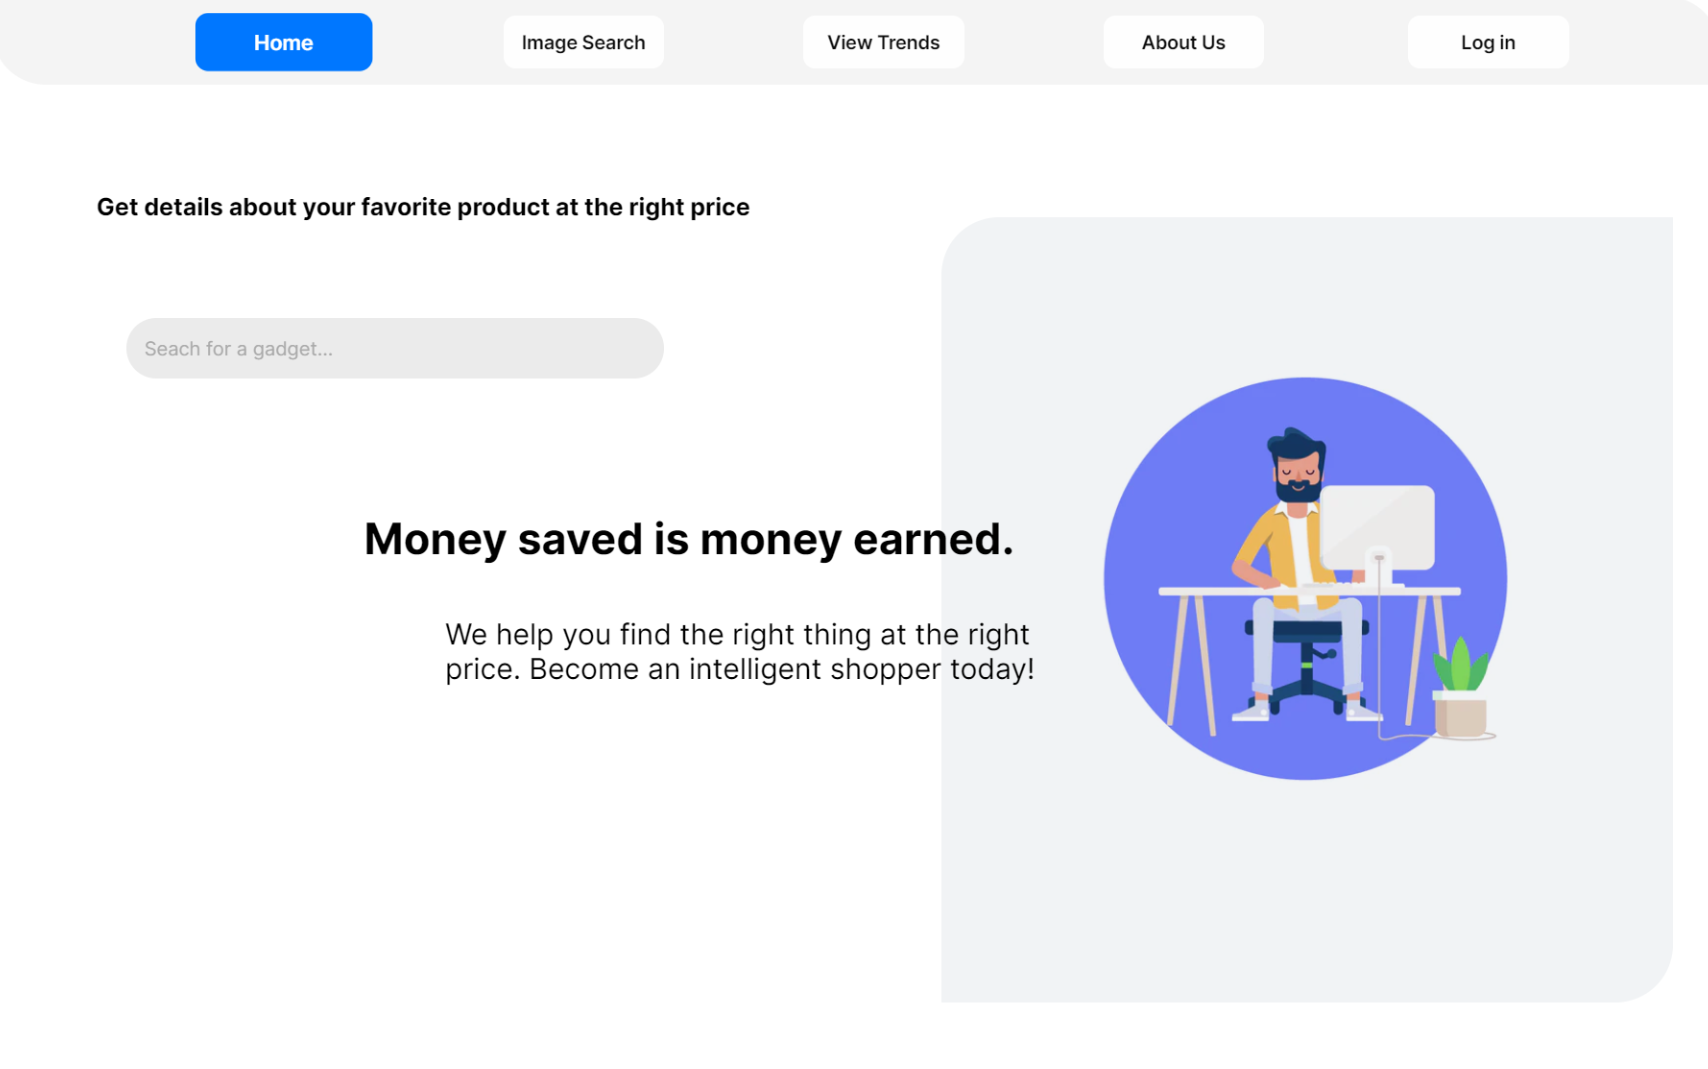 Home
Image Search
View Trends
About Us
Log in
Get details about your favorite product at the right price
Seach for a gadget...
Money saved is money earned.
We help you find the right thing at the right
price. Become an intelligent shopper today!